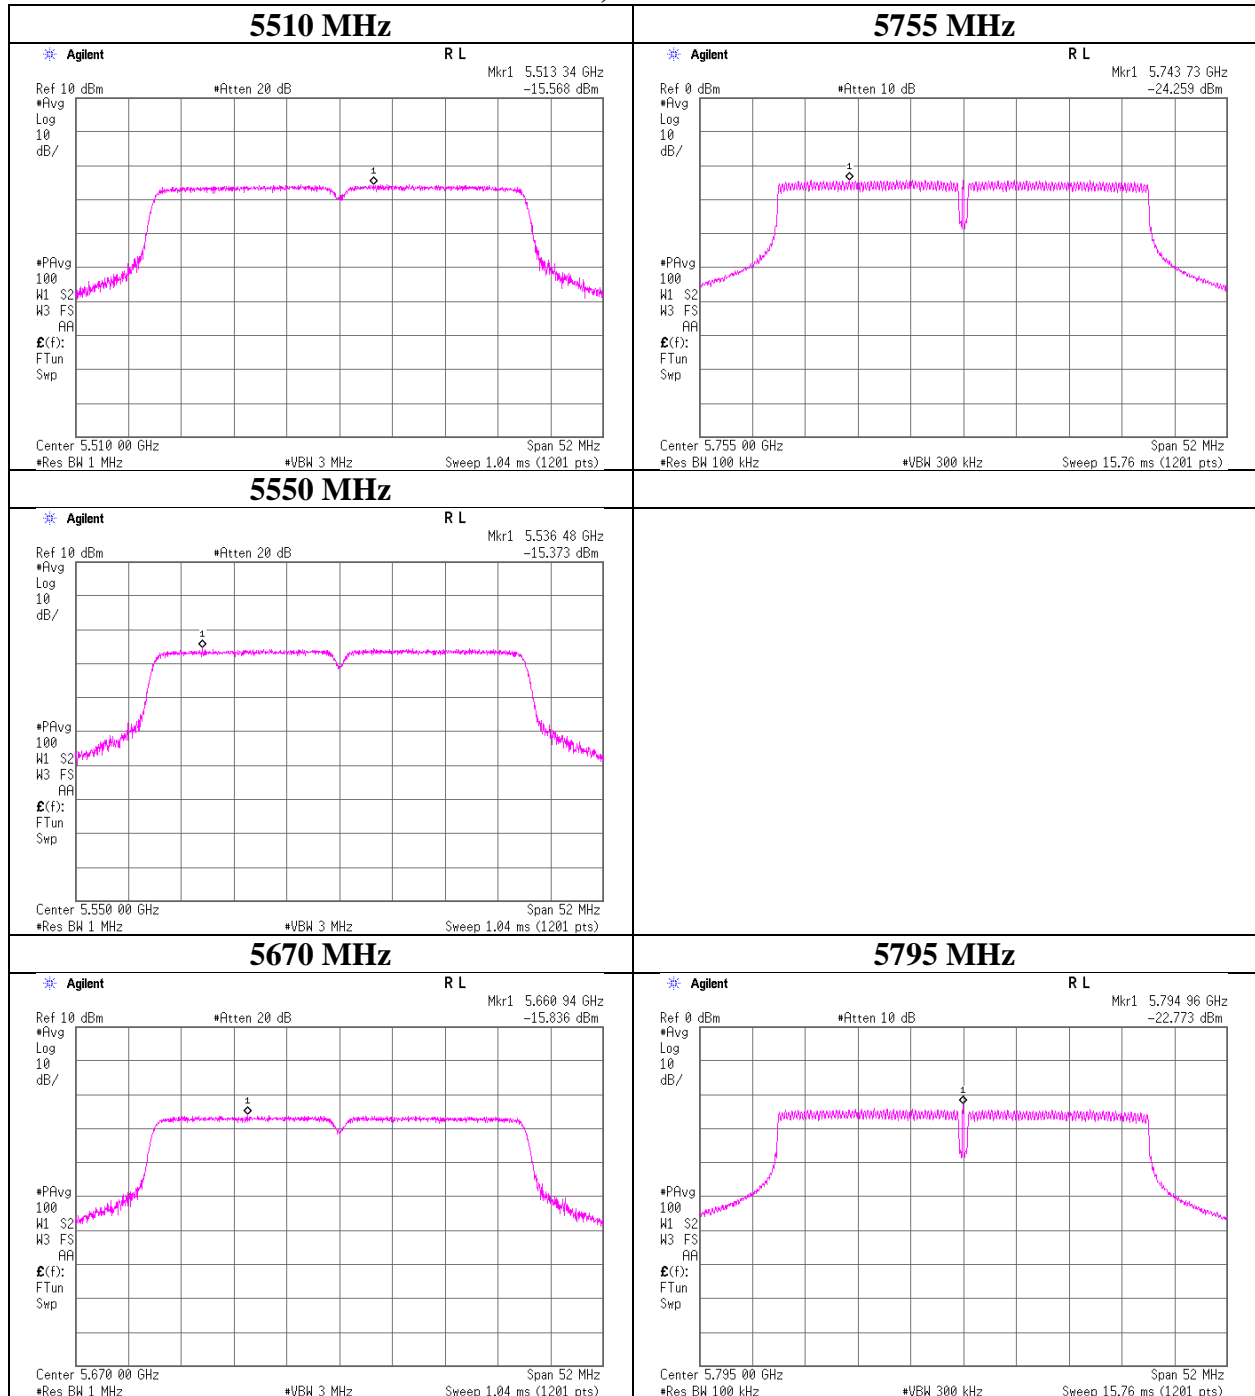 5510 MHz
Agilent R L
Mkr1 5.513 34 GHz
Ref 10 dBm #Atten 20 dB -15.568 dBm
#Avg
Log
10
dB/
1
#PAvg
100
W1 S2
W3 FS
AA
£(f):
FTun
Swp
Center 5.510 00 GHz Span 52 MHz
#Res BW 1 MHz #VBW 3 MHz Sweep 1.04 ms (1201 pts)
5755 MHz
Agilent R L
Mkr1 5.743 73 GHz
Ref 0 dBm #Atten 10 dB -24.259 dBm
#Avg
Log
10
dB/
1
#PAvg
100
W1 S2
W3 FS
AA
£(f):
FTun
Swp
Center 5.755 00 GHz Span 52 MHz
#Res BW 100 kHz #VBW 300 kHz Sweep 15.76 ms (1201 pts)
5550 MHz
Agilent R L
Mkr1 5.536 48 GHz
Ref 10 dBm #Atten 20 dB -15.373 dBm
#Avg
Log
10
dB/
1
#PAvg
100
W1 S2
W3 FS
AA
£(f):
FTun
Swp
Center 5.550 00 GHz Span 52 MHz
#Res BW 1 MHz #VBW 3 MHz Sweep 1.04 ms (1201 pts)
5670 MHz
Agilent R L
Mkr1 5.660 94 GHz
Ref 10 dBm #Atten 20 dB -15.836 dBm
#Avg
Log
10
dB/
1
#PAvg
100
W1 S2
W3 FS
AA
£(f):
FTun
Swp
Center 5.670 00 GHz Span 52 MHz
#Res BW 1 MHz #VBW 3 MHz Sweep 1.04 ms (1201 pts)
5795 MHz
Agilent R L
Mkr1 5.794 96 GHz
Ref 0 dBm #Atten 10 dB -22.773 dBm
#Avg
Log
10
dB/
1
#PAvg
100
W1 S2
W3 FS
AA
£(f):
FTun
Swp
Center 5.795 00 GHz Span 52 MHz
#Res BW 100 kHz #VBW 300 kHz Sweep 15.76 ms (1201 pts)